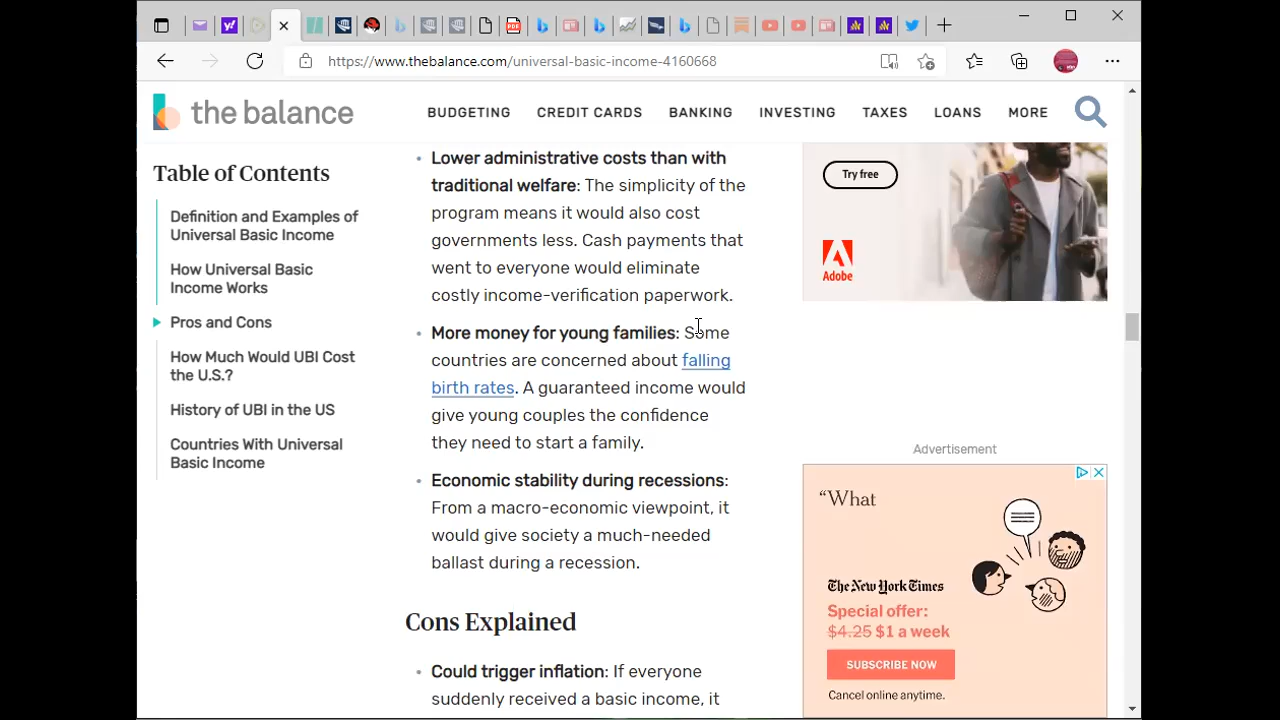 https://www.thebalance.com/universal-basic-income-4160668
the balance
BUDGETING CREDIT CARDS BANKING INVESTING TAXES LOANS MORE
Table of Contents
Definition and Examples of
Universal Basic Income
How Universal Basic
Income Works
Pros and Cons
How Much Would UBI Cost
the U.S.?
History of UBI in the US
Countries With Universal
Basic Income
• Lower administrative costs than with
traditional welfare: The simplicity of the
program means it would also cost
governments less. Cash payments that
went to everyone would eliminate
costly income-verification paperwork.
• More money for young families: Some
countries are concerned about falling
birth rates. A guaranteed income would
give young couples the confidence
they need to start a family.
• Economic stability during recessions:
From a macro-economic viewpoint, it
would give society a much-needed
ballast during a recession.
Cons Explained
• Could trigger inflation: If everyone
suddenly received a basic income, it
Try free
Adobe
Advertisement
“What
The New York Times
Special offer:
$4.25 $1 a week
SUBSCRIBE NOW
Cancel online anytime.